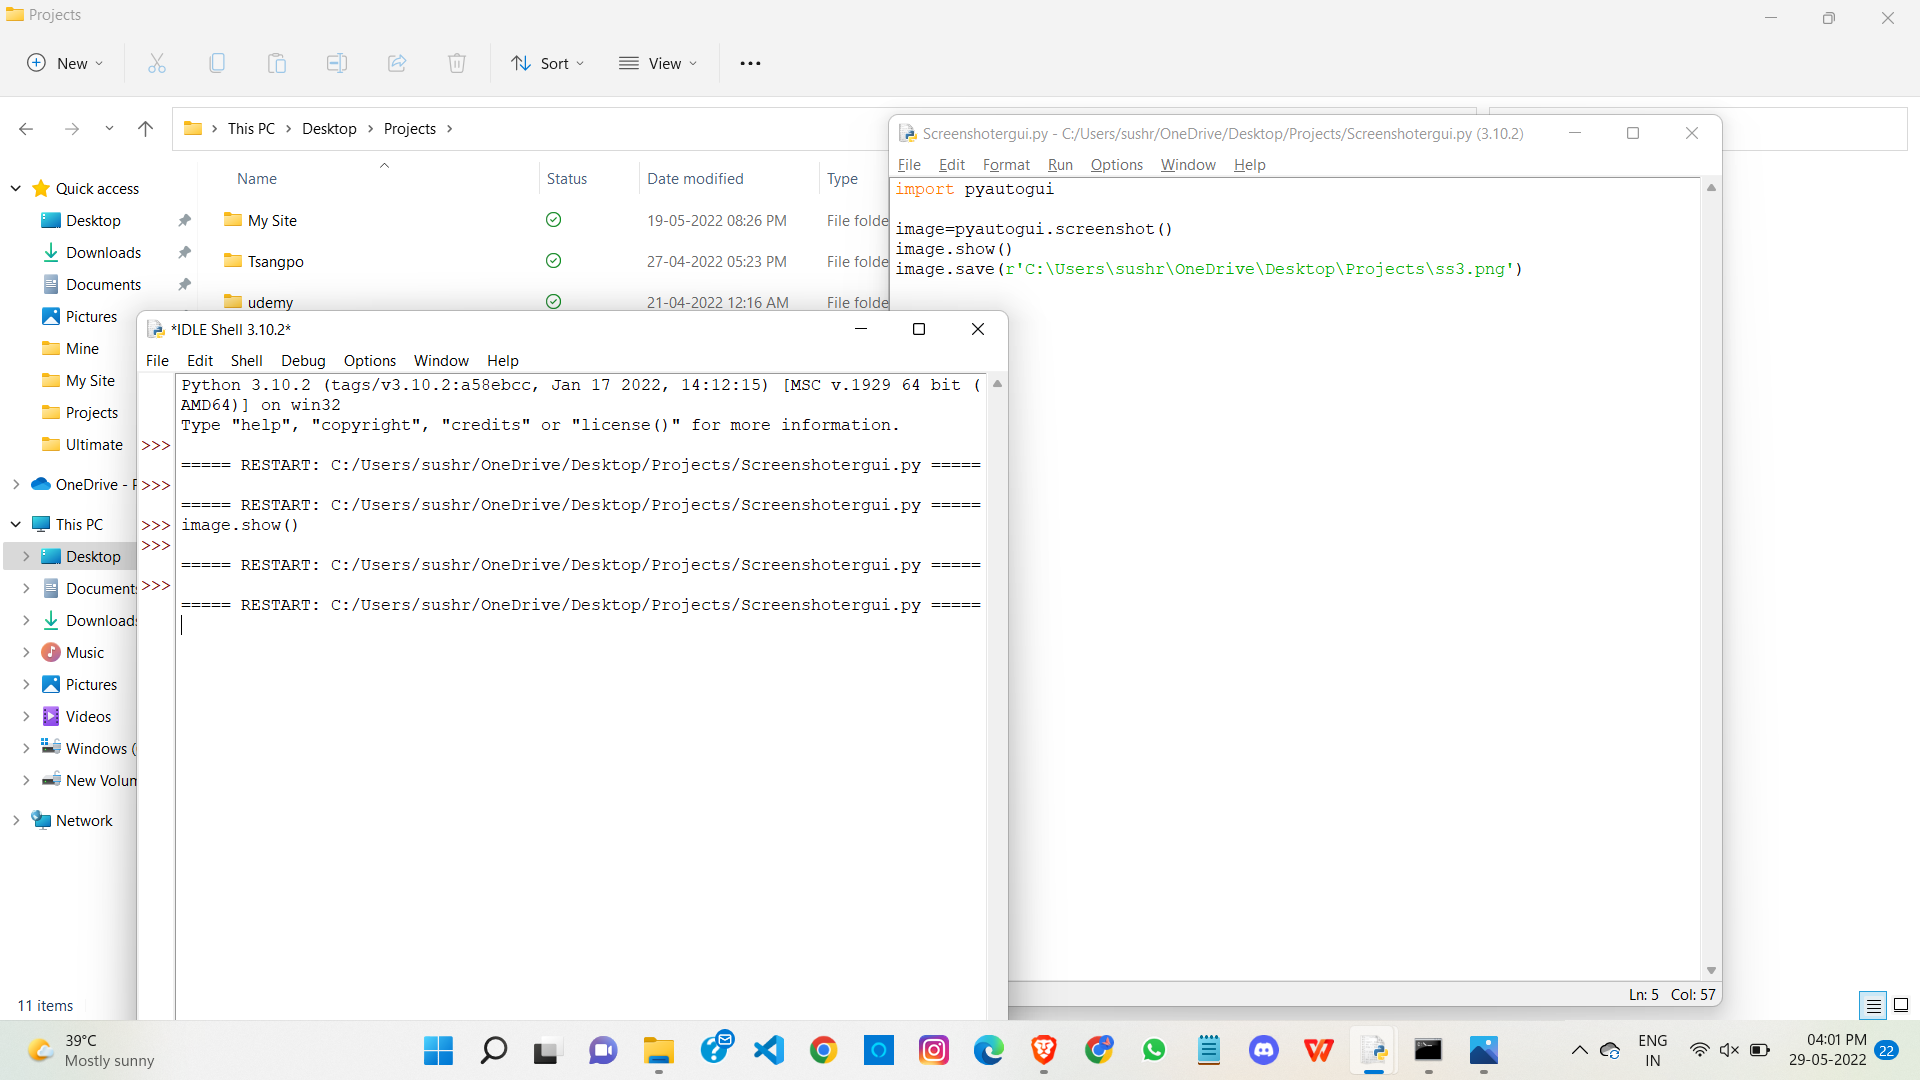 Projects
New
Sort
View
This PC
Desktop
Projects
Name
Status
Date modified
Type
Quick access
Desktop
Downloads
Documents
Pictures
Mine
My Site
Projects
Ultimate
OneDrive - P
This PC
Desktop
Documents
Downloads
Music
Pictures
Videos
Windows (
New Volum
Network
My Site 19-05-2022 08:26 PM File folde
Tsangpo 27-04-2022 05:23 PM File folde
udemy 21-04-2022 12:16 AM File folde
11 items
Screenshotergui.py - C:/Users/sushr/OneDrive/Desktop/Projects/Screenshotergui.py (3.10.2)
File Edit Format Run Options Window Help
import pyautogui
image=pyautogui.screenshot()
image.show()
image.save(r'C:\Users\sushr\OneDrive\Desktop\Projects\ss3.png')
Ln: 5 Col: 57
*IDLE Shell 3.10.2*
File Edit Shell Debug Options Window Help
Python 3.10.2 (tags/v3.10.2:a58ebcc, Jan 17 2022, 14:12:15) [MSC v.1929 64 bit (
AMD64)] on win32
Type "help", "copyright", "credits" or "license()" for more information.
>>>
===== RESTART: C:/Users/sushr/OneDrive/Desktop/Projects/Screenshotergui.py =====
>>>
===== RESTART: C:/Users/sushr/OneDrive/Desktop/Projects/Screenshotergui.py =====
>>> image.show()
>>>
===== RESTART: C:/Users/sushr/OneDrive/Desktop/Projects/Screenshotergui.py =====
>>>
===== RESTART: C:/Users/sushr/OneDrive/Desktop/Projects/Screenshotergui.py =====
39°C
Mostly sunny
ENG
IN
04:01 PM
29-05-2022
22